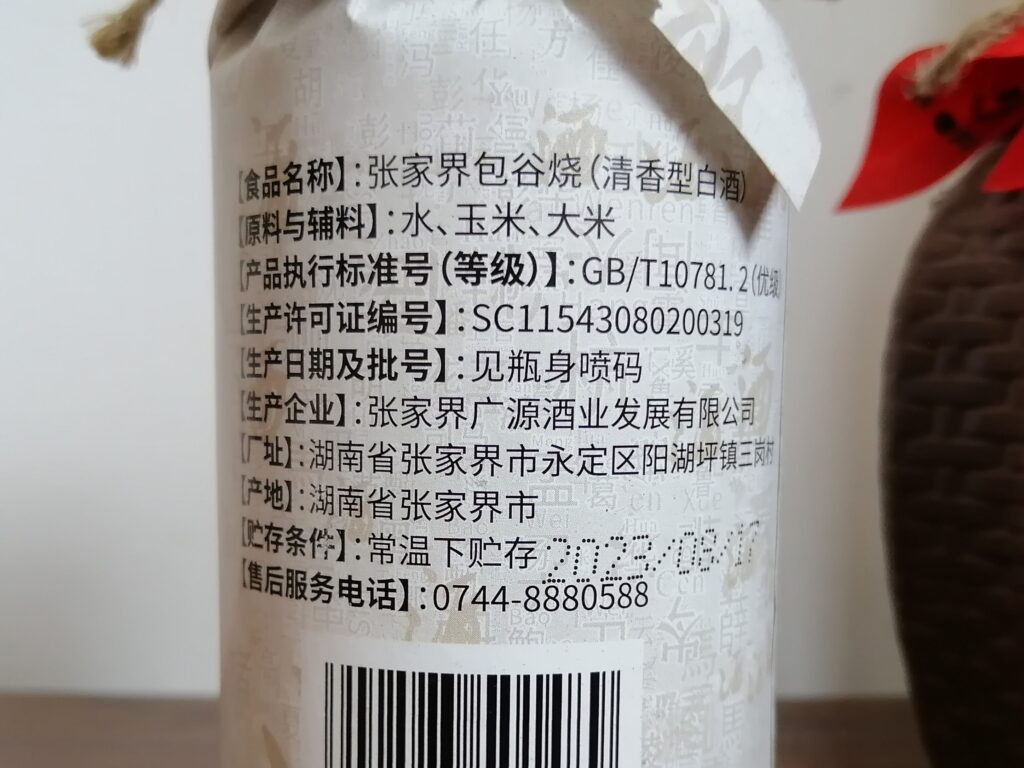 【食品名称】：张家界包谷烧（清香型白酒）
【原料与辅料】：水、玉米、大米
【产品执行标准号（等级）】：GB/T10781.2（优级
【生产许可证编号】：SC11543080200319
【生产日期及批号】：见瓶身喷码
【生产企业】：张家界广源酒业发展有限公司
【厂址】：湖南省张家界市永定区阳湖坪镇三岗村
【产地】：湖南省张家界市
【贮存条件】：常温下贮存
2023/08/17
【售后服务电话】：0744-8880588